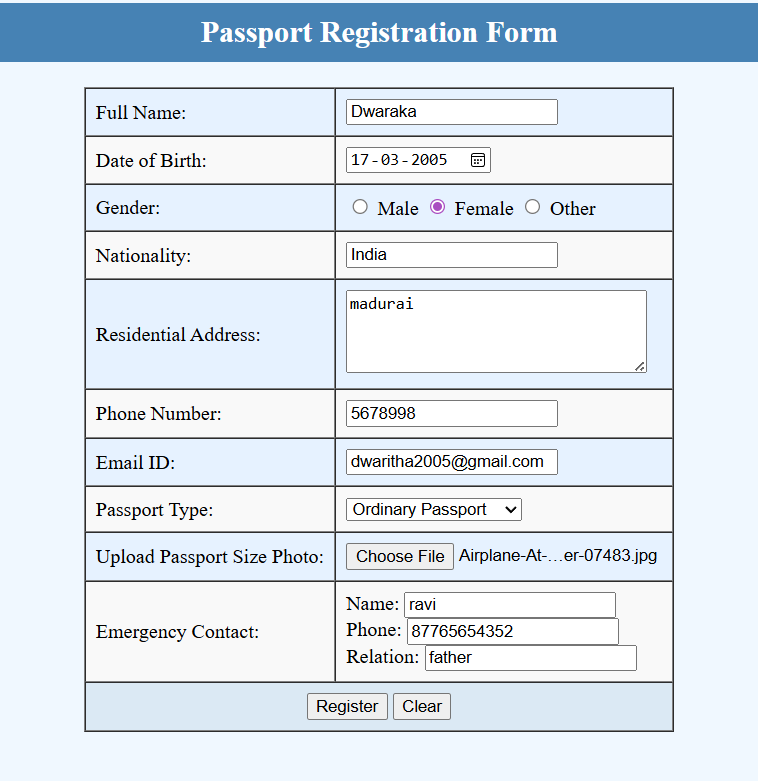 Passport Registration Form
Full Name: Dwaraka
Date of Birth: 17-03-2005
Gender: Male Female Other
Nationality: India
Residential Address: madurai
Phone Number: 5678998
Email ID: dwaritha2005@gmail.com
Passport Type: Ordinary Passport
Upload Passport Size Photo: Choose File Airplane-At-...er-07483.jpg
Emergency Contact:
Name: ravi
Phone: 87765654352
Relation: father
Register Clear